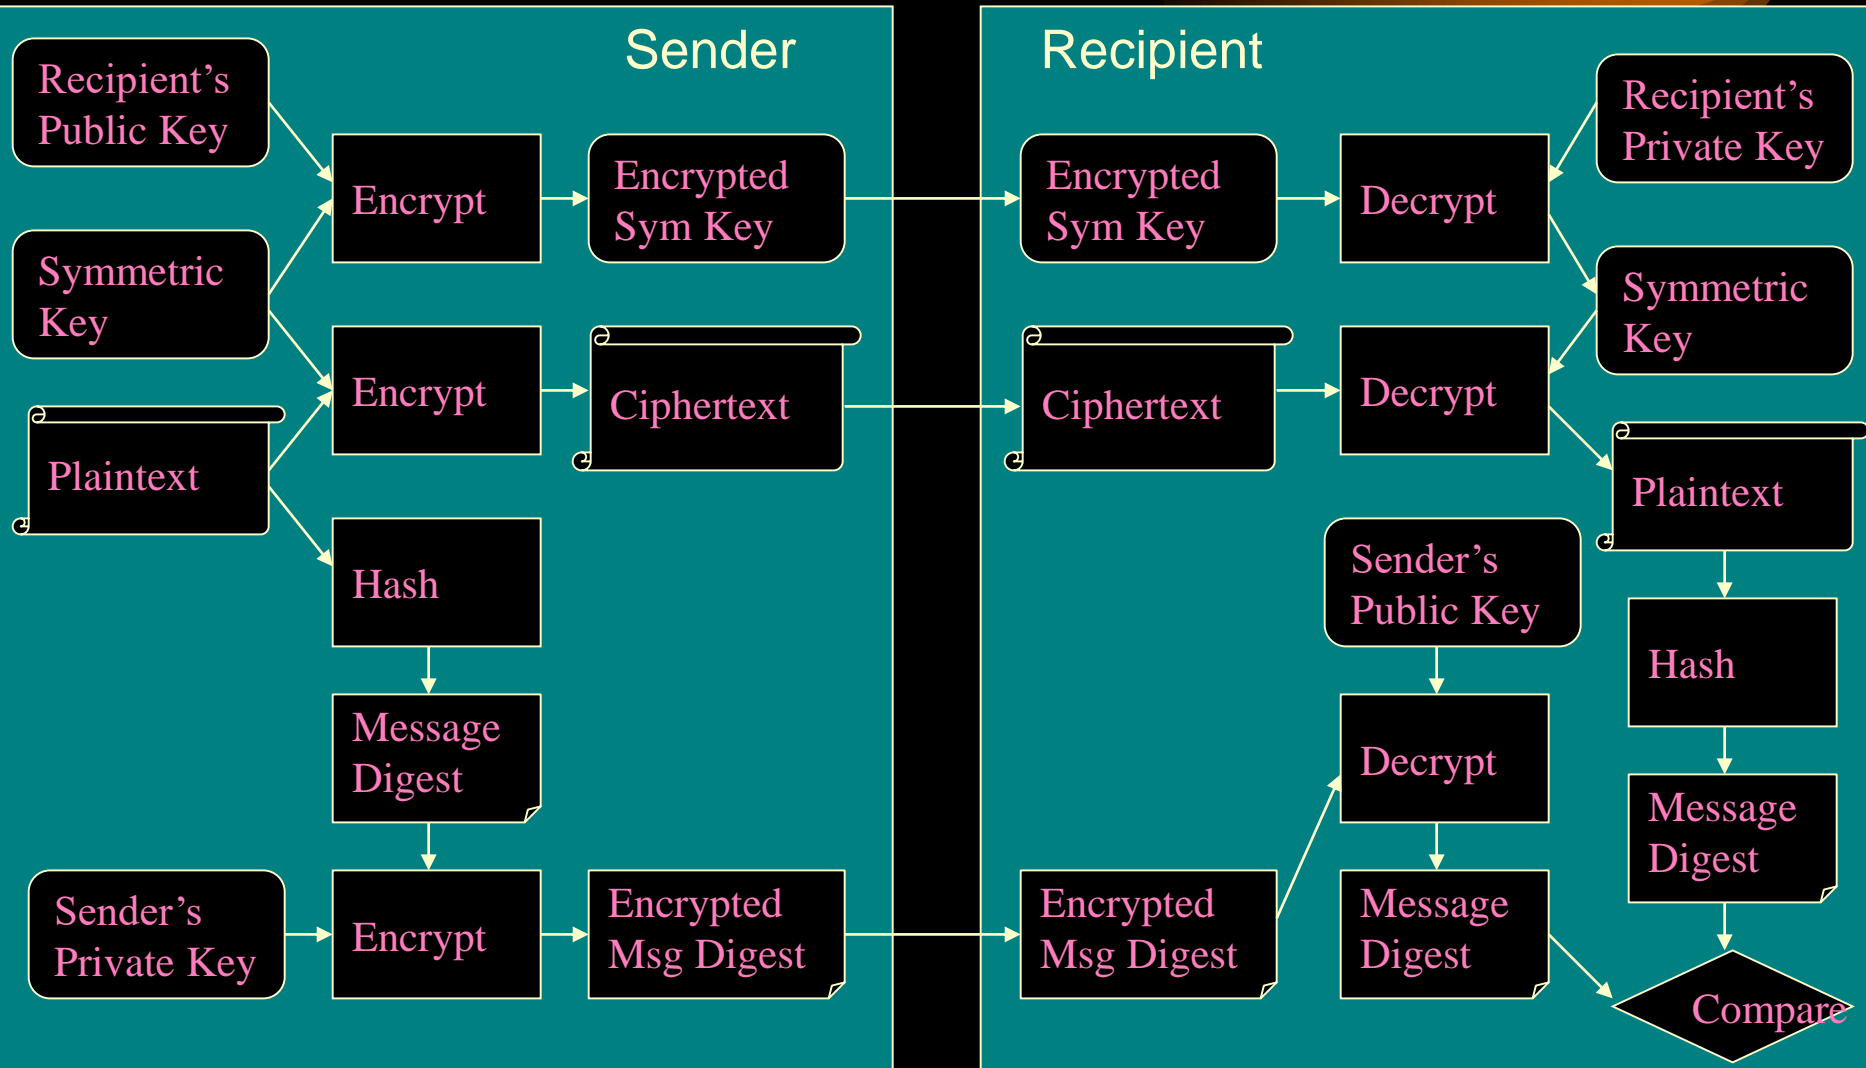 Sender
Recipient's
Public Key
Encrypt
Encrypted
Sym Key
Symmetric
Key
Encrypt
Ciphertext
Plaintext
Hash
Message
Digest
Sender's
Private Key
Encrypt
Encrypted
Msg Digest
Recipient
Encrypted
Sym Key
Decrypt
Recipient's
Private Key
Symmetric
Key
Ciphertext
Decrypt
Plaintext
Sender's
Public Key
Hash
Decrypt
Message
Digest
Encrypted
Msg Digest
Message
Digest
Compare